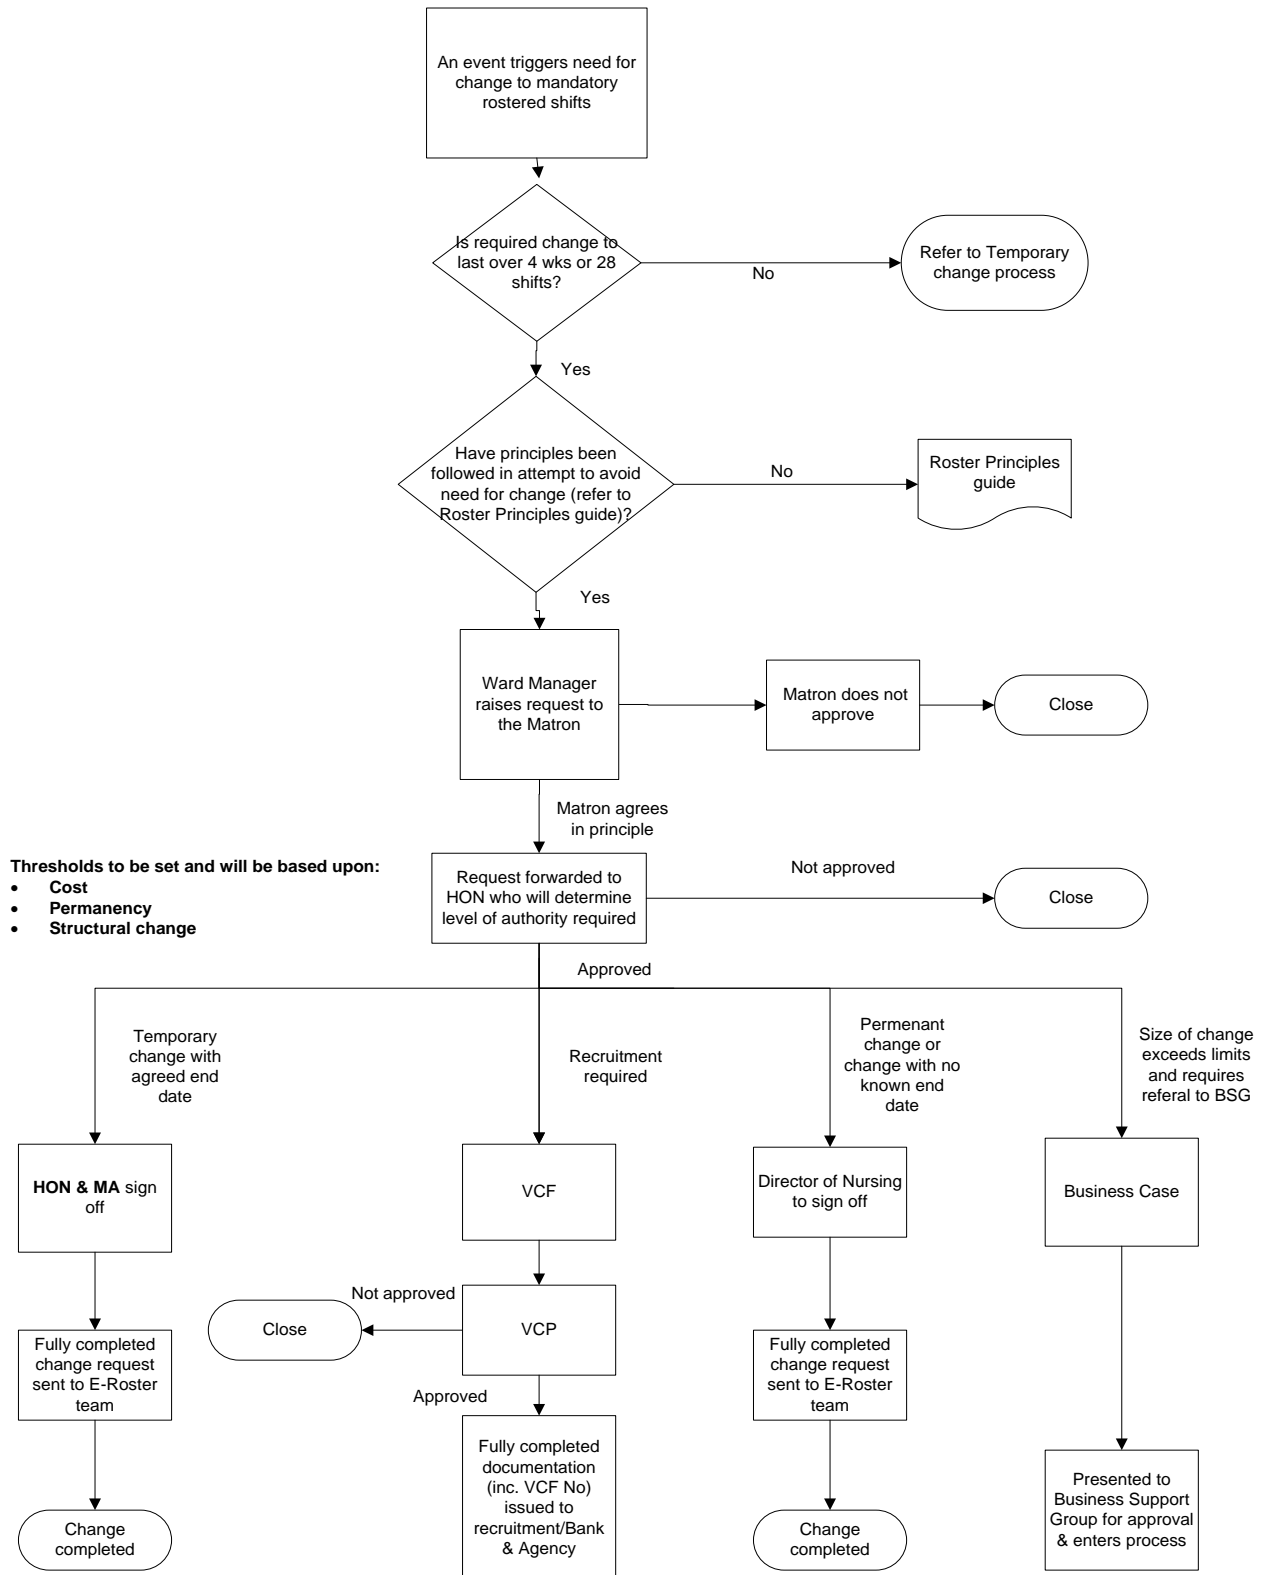 An event triggers need for
change to mandatory
rostered shifts
Is required change to
last over 4 wks or 28
shifts?
No
Refer to Temporary
change process
Yes
Have principles been
followed in attempt to avoid
need for change (refer to
Roster Principles guide)?
No
Roster Principles
guide
Yes
Ward Manager
raises request to
the Matron
Matron does not
approve
Close
Matron agrees
in principle
Thresholds to be set and will be based upon:
• Cost
• Permanency
• Structural change
Request forwarded to
HON who will determine
level of authority required
Not approved
Close
Approved
Temporary
change with
agreed end
date
Recruitment
required
Permenant
change or
change with no
known end
date
Size of change
exceeds limits
and requires
referal to BSG
HON & MA sign
off
VCF
Director of Nursing
to sign off
Business Case
Not approved
Close
VCP
Fully completed
change request
sent to E-Roster
team
Approved
Fully completed
change request
sent to E-Roster
team
Change
completed
Fully completed
documentation
(inc. VCF No)
issued to
recruitment/Bank
& Agency
Change
completed
Presented to
Business Support
Group for approval
& enters process